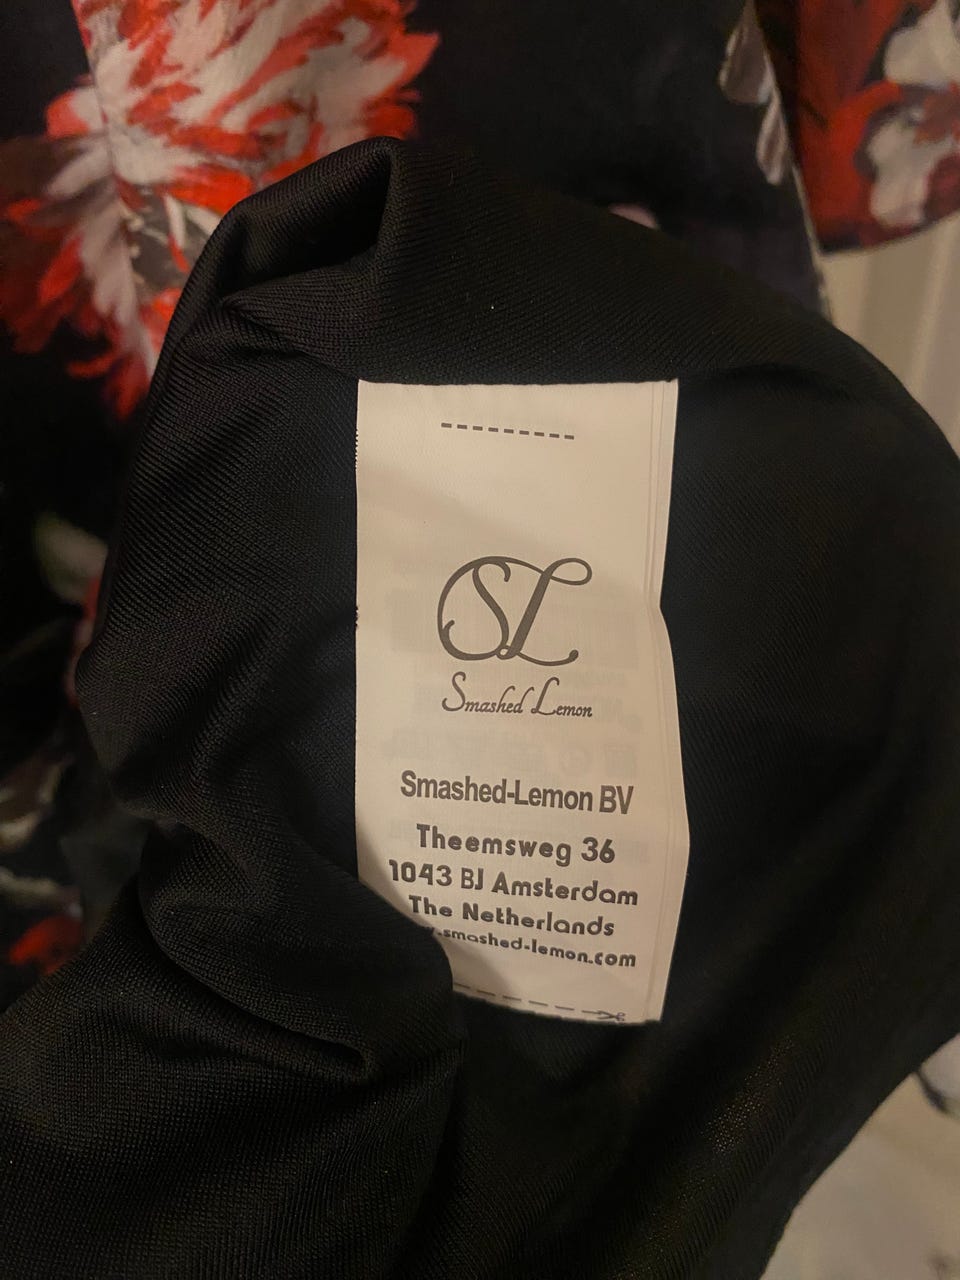 SL
Smashed Lemon
Smashed-Lemon BV
Theemsweg 36
1043 BJ Amsterdam
The Netherlands
.smashed-lemon.com